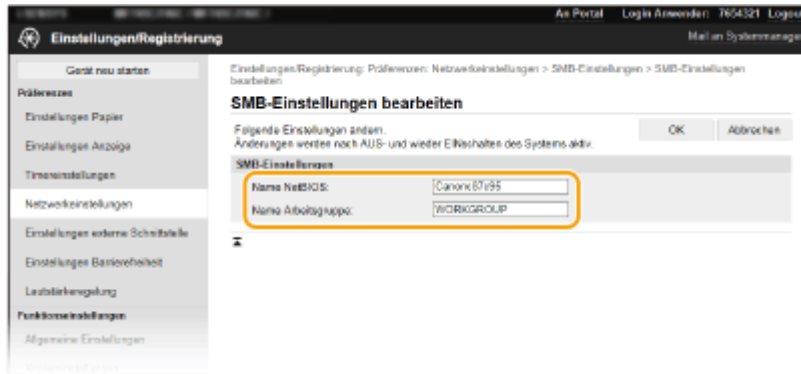 An Portal Login Anwender: 7654321 Logou
Einstellungen/Registrierung
Mail an Systemmanage
Gerät neu starten
Präferenzen
Einstellungen Papier
Einstellungen Anzeige
Timereinstellungen
Netzwerkeinstellungen
Einstellungen externe Schnittstelle
Einstellungen Barrierefreiheit
Lautstärkeregelung
Funktionseinstellungen
Allgemeine Einstellungen
Einstellungen/Registrierung: Präferenzen: Netzwerkeinstellungen > SMB-Einstellungen > SMB-Einstellungen
bearbeiten
SMB-Einstellungen bearbeiten
Folgende Einstellungen ändern.
Änderungen werden nach AUS- und wieder EINschalten des Systems aktiv.
OK Abbrechen
SMB-Einstellungen
Name NetBIOS:
Name Arbeitsgruppe: WORKGROUP